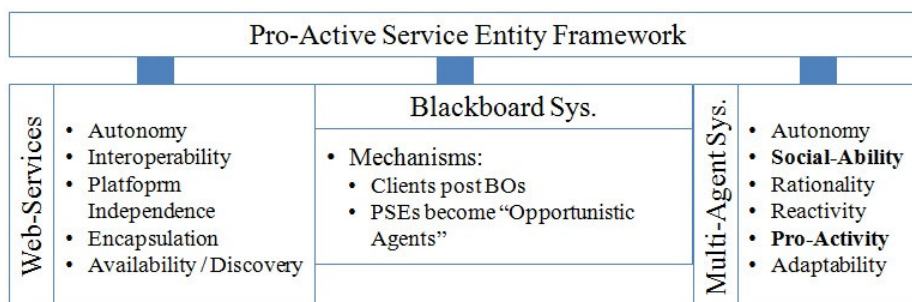 Pro-Active Service Entity Framework
Web-Services
• Autonomy
• Interoperability
• Platfoprm
Independence
• Encapsulation
• Availability / Discovery
Blackboard Sys.
• Mechanisms:
• Clients post BOs
• PSEs become “Opportunistic
Agents”
Multi-Agent Sys.
• Autonomy
• Social-Ability
• Rationality
• Reactivity
• Pro-Activity
• Adaptability